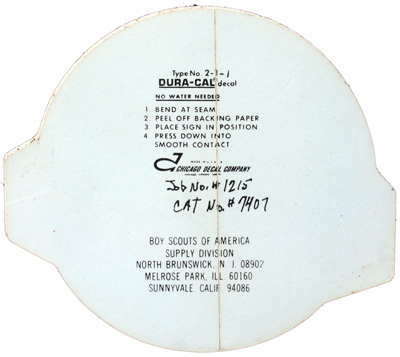 Type No. 2-1-1
DURA-CAL decal
NO WATER NEEDED
1 BEND AT SEAM
2 PEEL OFF BACKING PAPER
3 PLACE SIGN IN POSITION
4 PRESS DOWN INTO
SMOOTH CONTACT
CHICAGO DECAL COMPANY
Job No. # 1215
CAT No. # 7407
BOY SCOUTS OF AMERICA
SUPPLY DIVISION
NORTH BRUNSWICK, N. J. 08902
MELROSE PARK, ILL 60160
SUNNYVALE CALIF. 94086